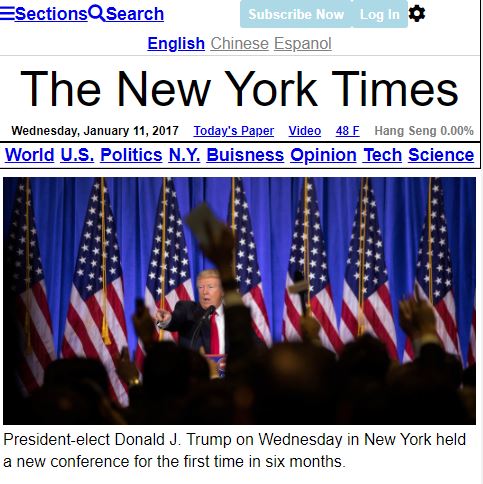 Sections Search Subscribe Now Log In
English Chinese Espanol
The New York Times
Wednesday, January 11, 2017 Today's Paper Video 48 F Hang Seng 0.00%
World U.S. Politics N.Y. Buisness Opinion Tech Science
President-elect Donald J. Trump on Wednesday in New York held
a new conference for the first time in six months.